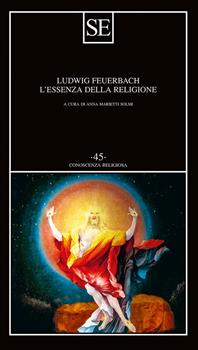 SE
LUDWIG FEUERBACH
L'ESSENZA DELLA RELIGIONE
A CURA DI ANNA MARIETTI SOLMI
·45·
CONOSCENZA RELIGIOSA